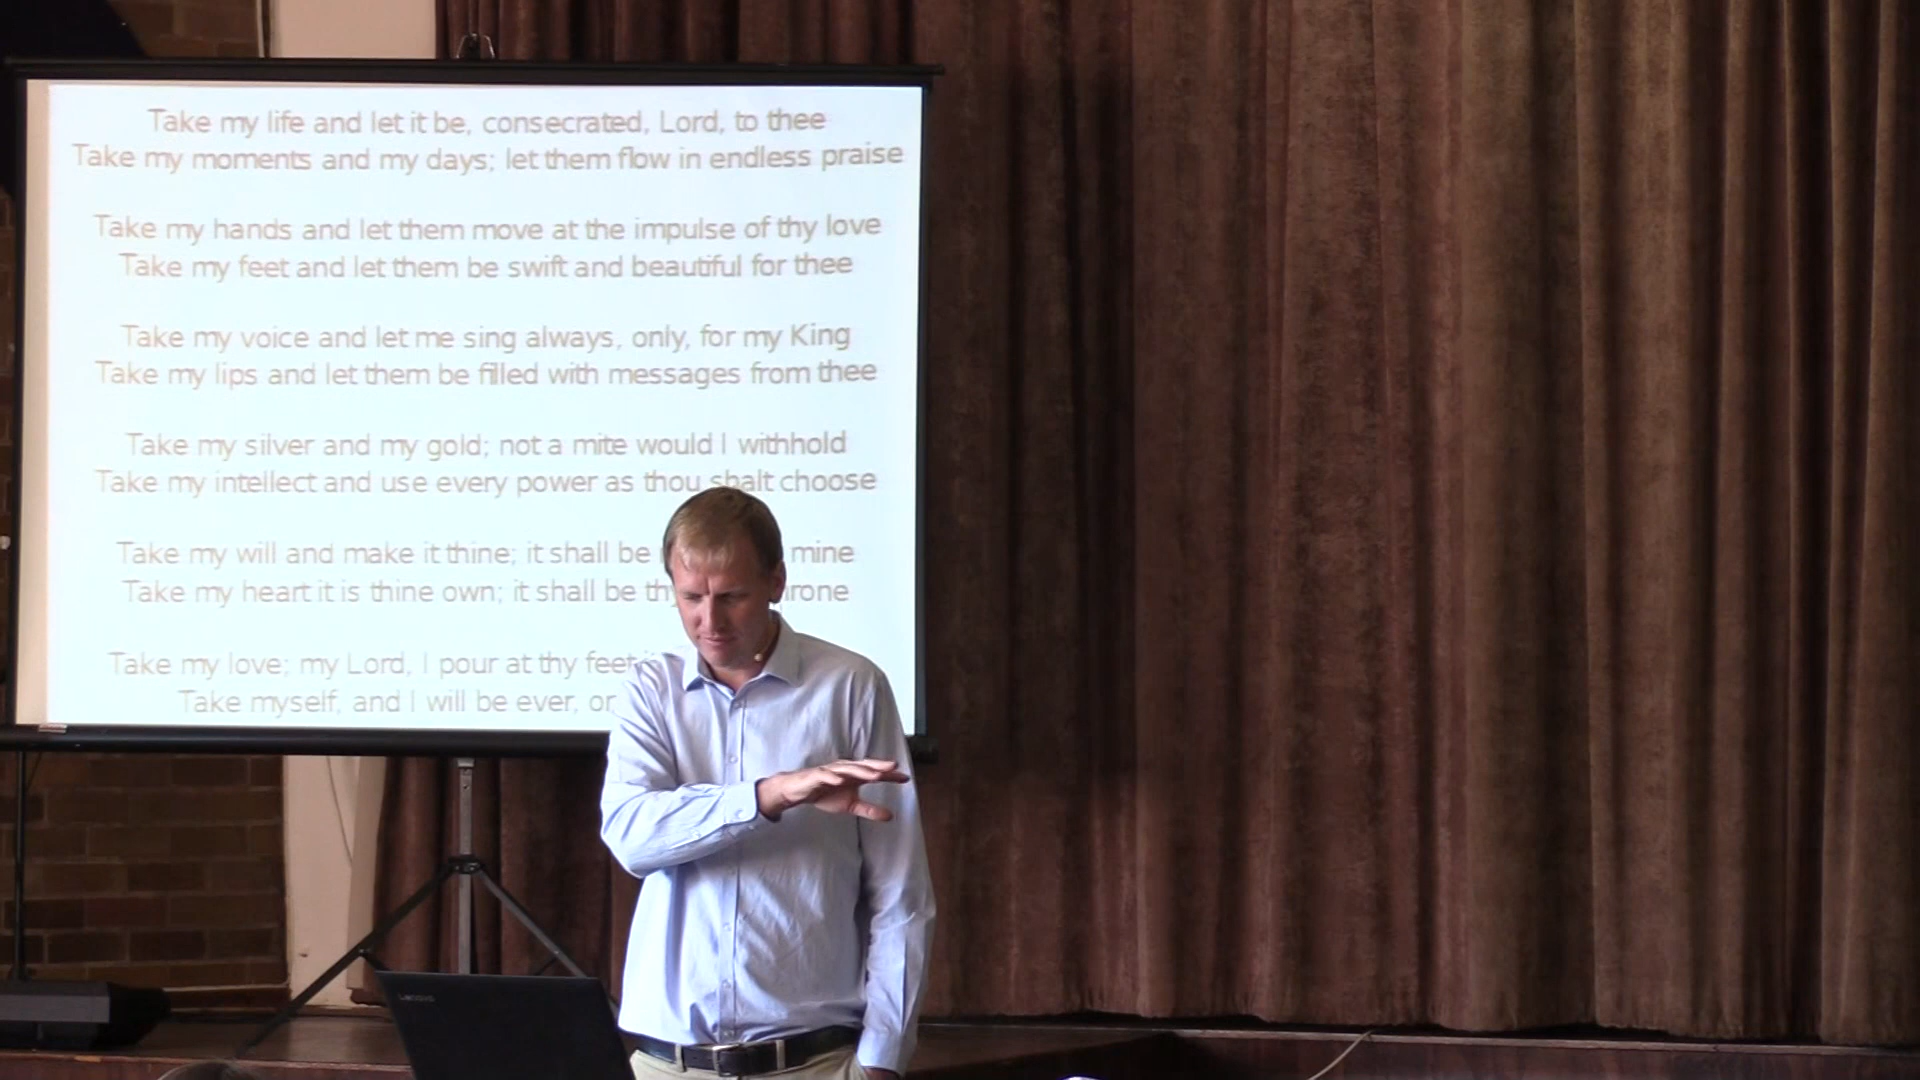 Take my life and let it be, consecrated, Lord, to thee
Take my moments and my days; let them flow in endless praise
Take my hands and let them move at the impulse of thy love
Take my feet and let them be swift and beautiful for thee
Take my voice and let me sing always, only, for my King
Take my lips and let them be filled with messages from thee
Take my silver and my gold; not a mite would I withhold
Take my intellect and use every power as thou shalt choose
Take my will and make it thine; it shall be mine
Take my heart it is thine own; it shall be
Take my love; my Lord, I pour at thy feet
Take myself, and I will be ever,
Lenovo